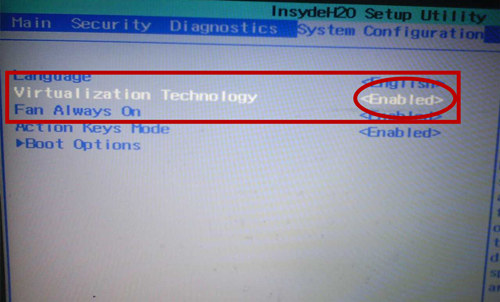 InsydeH20 Setup Utility
Main Security Diagnostics System Configuration
Language <English>
Virtualization Technology <Enabled>
Fan Always On <Enabled>
Action Keys Mode <Enabled>
▶Boot Options